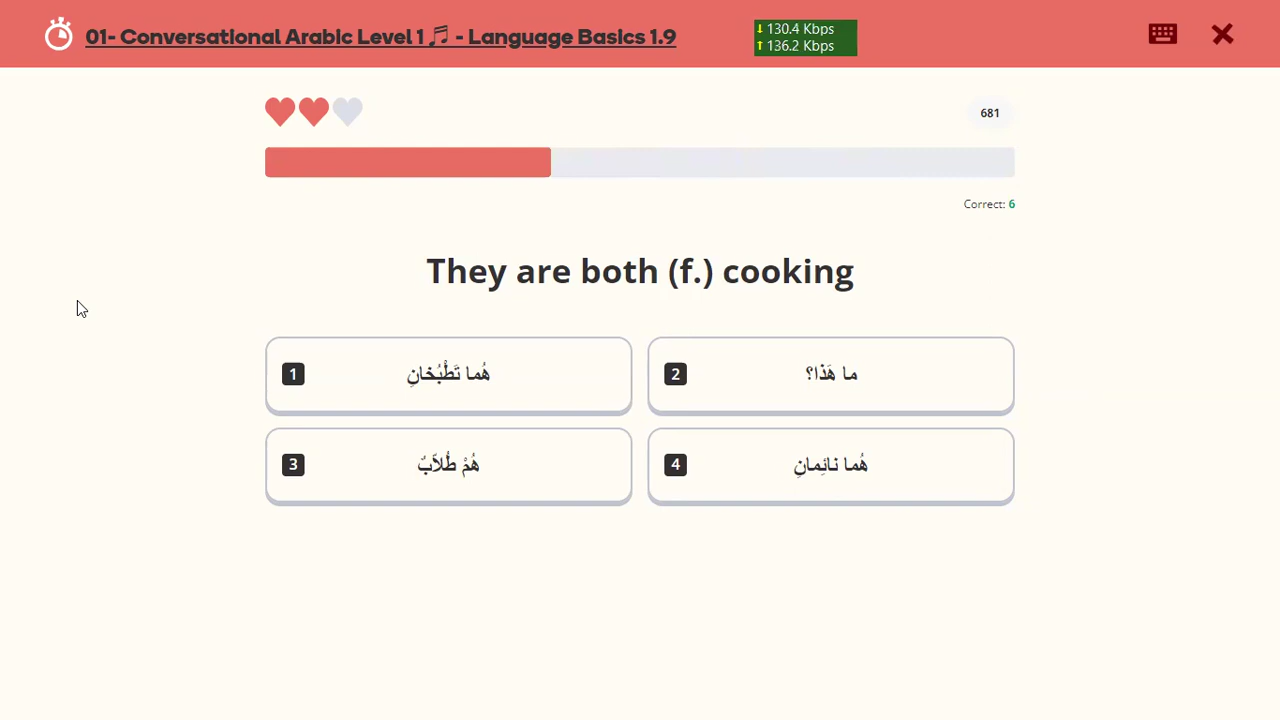 01- Conversational Arabic Level 1 🎵 - Language Basics 1.9
↓ 130.4 Kbps
↑ 136.2 Kbps
681
Correct: 6
They are both (f.) cooking
1 هُما تَطْبُخانِ
2 ما هَذا؟
3 هُمْ طُلاّبٌ
4 هُما نائِمانِ